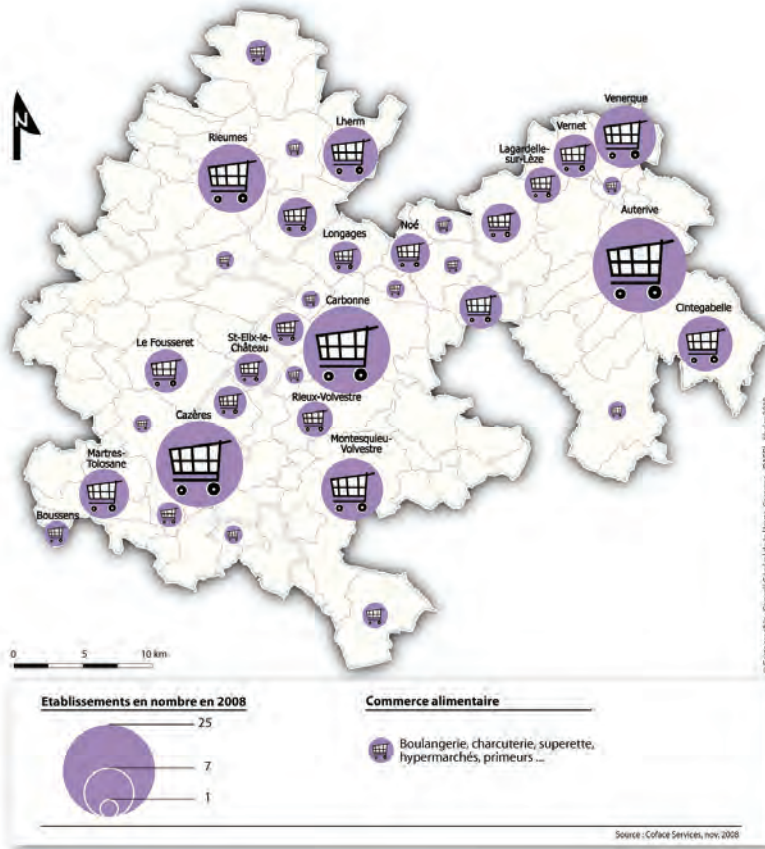 N
Venerque
Lherm
Vernet
Rieumes
Lagardelle-
sur-Lèze
Auterive
Noé
Longages
Carbonne
Cintegabelle
St-Elix-le-
Château
Le Fousseret
Rieux-Volvestre
Cazères
Montesquieu-
Volvestre
Martres-
Tolosane
Boussens
0 5 10 km
Etablissements en nombre en 2008
25
7
1
Commerce alimentaire
Boulangerie, charcuterie, superette,
hypermarchés, primeurs ...
Source : Coface Services, nov. 2008